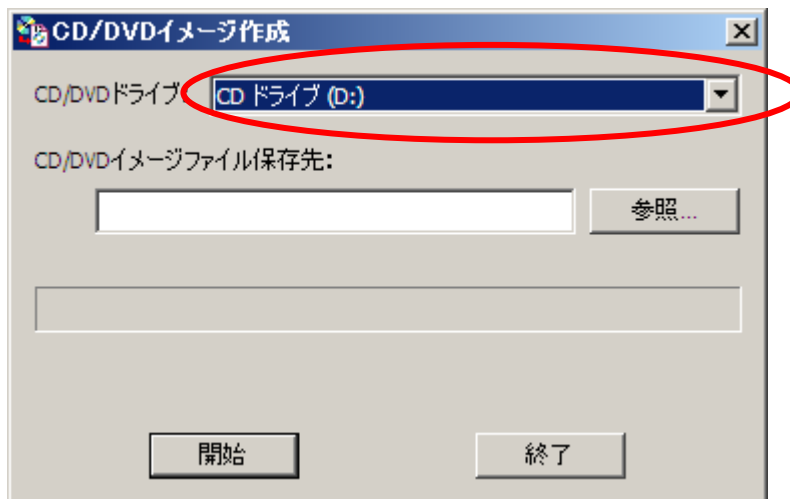 CD/DVDイメージ作成
CD/DVDドライブ: CD ドライブ (D:)
CD/DVDイメージファイル保存先:
参照...
開始 終了